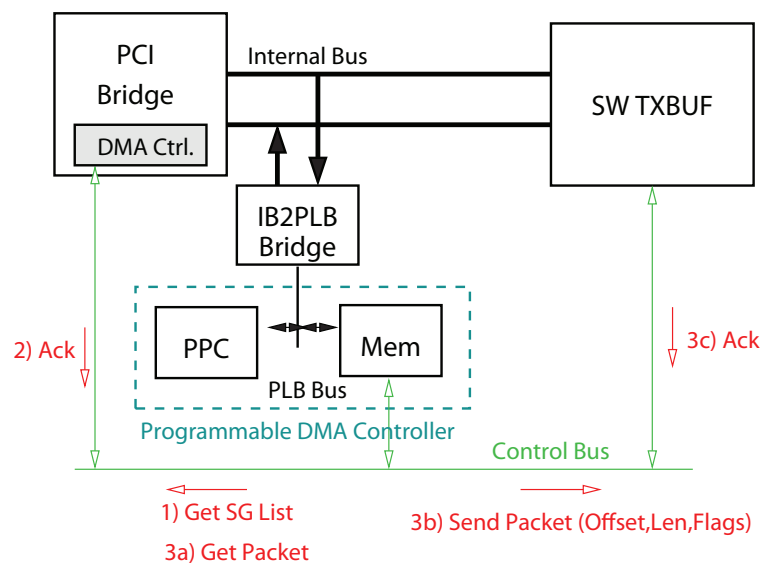 PCI
Bridge
DMA Ctrl.
Internal Bus
SW TXBUF
IB2PLB
Bridge
PPC
Mem
PLB Bus
Programmable DMA Controller
2) Ack
3c) Ack
Control Bus
1) Get SG List
3a) Get Packet
3b) Send Packet (Offset,Len,Flags)